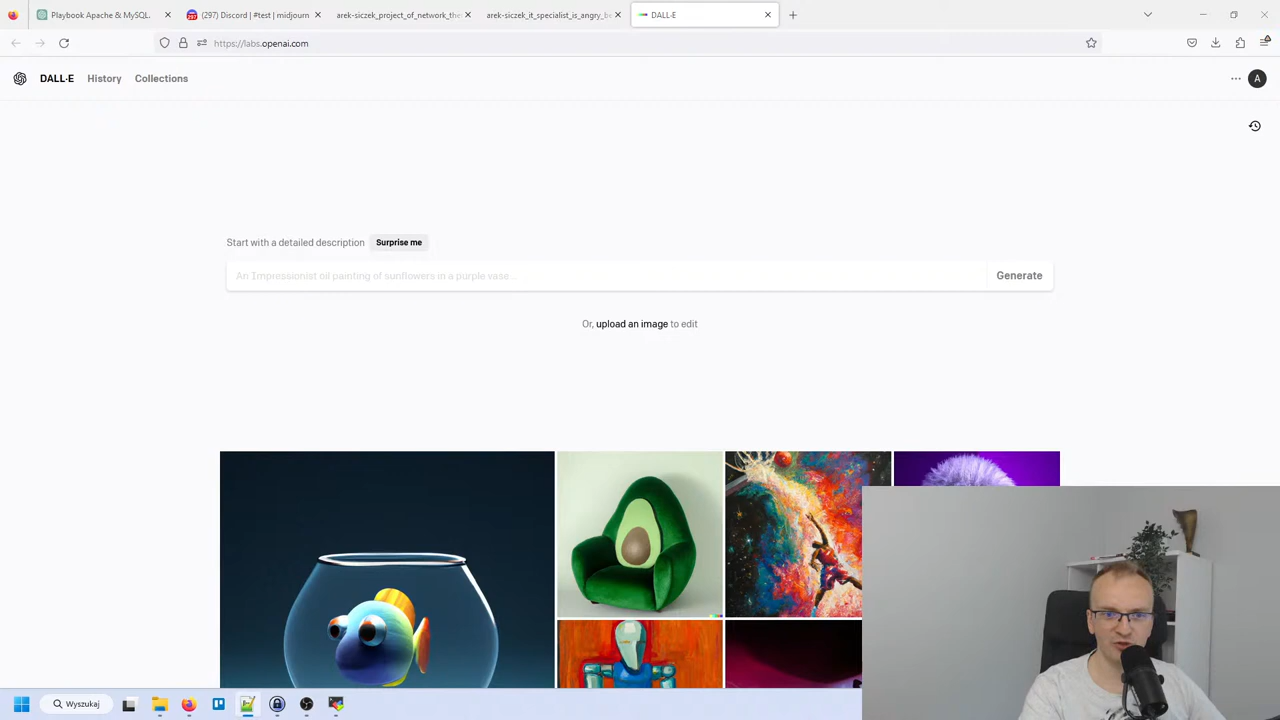 Playbook Apache & MySQL.
(297) Discord | #test | midjourn
arek-siczek_project_of_network_the
arek-siczek_it_specialist_is_angry_be
DALL·E
https://labs.openai.com
DALL·E
History
Collections
A
Start with a detailed description
Surprise me
An Impressionist oil painting of sunflowers in a purple vase...
Generate
Or, upload an image to edit
Wyszukaj